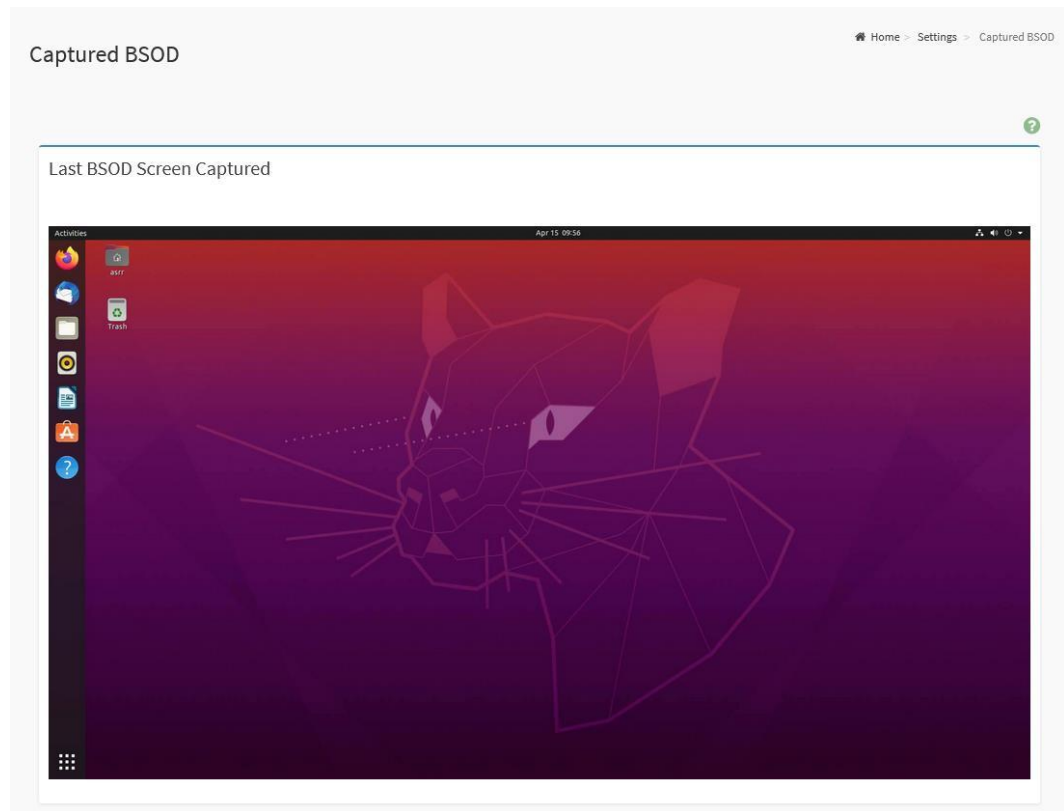 Home > Settings > Captured BSOD
Captured BSOD
?
Last BSOD Screen Captured
Activities
Apr 15 09:56
asrr
Trash
A
?